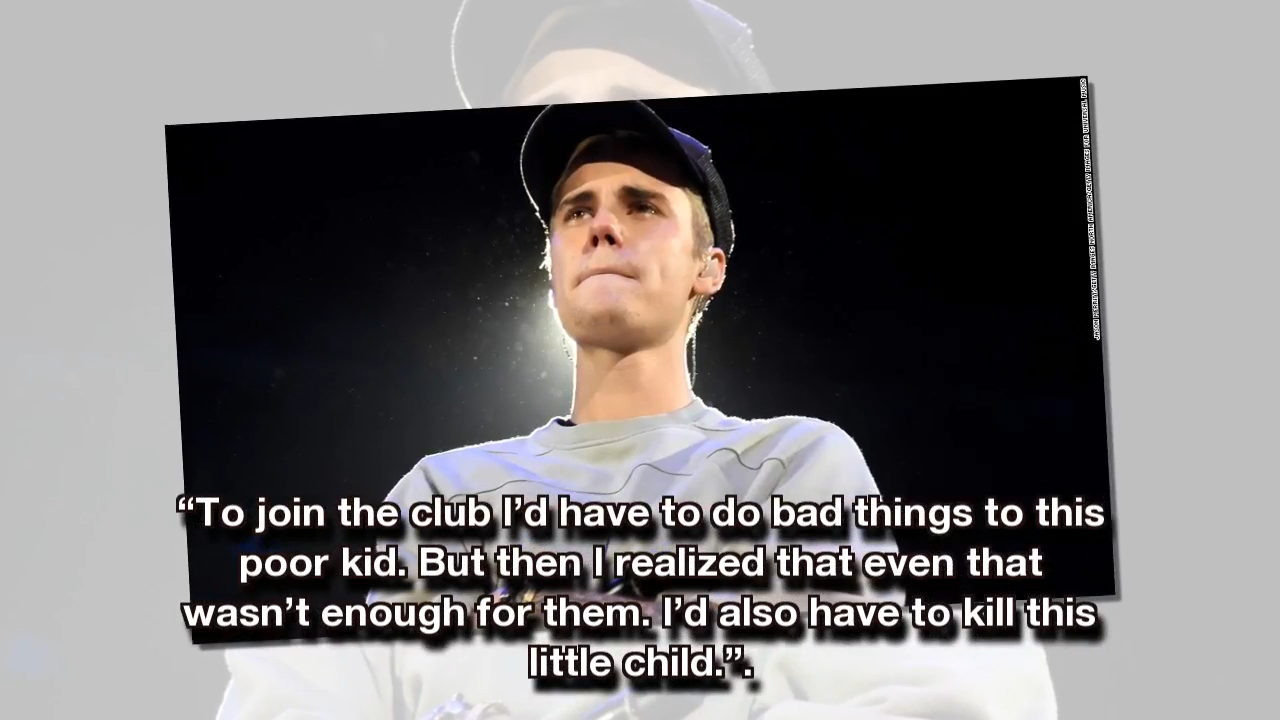 “To join the club I’d have to do bad things to this
poor kid. But then I realized that even that
wasn’t enough for them. I’d also have to kill this
little child.”.